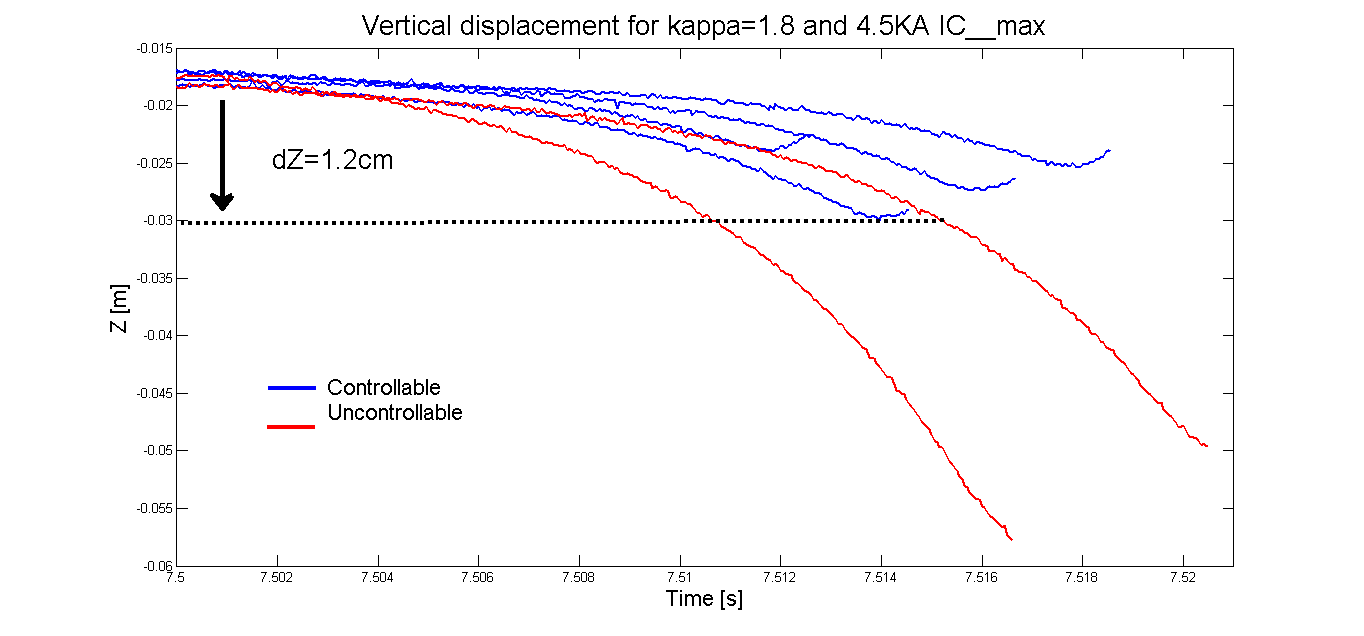 Vertical displacement for kappa=1.8 and 4.5KA IC__max
-0.015
-0.02
-0.025
-0.03
-0.035
-0.04
-0.045
-0.05
-0.055
-0.06
Z [m]
dZ=1.2cm
Controllable
Uncontrollable
7.5 7.502 7.504 7.506 7.508 7.51 7.512 7.514 7.516 7.518 7.52
Time [s]